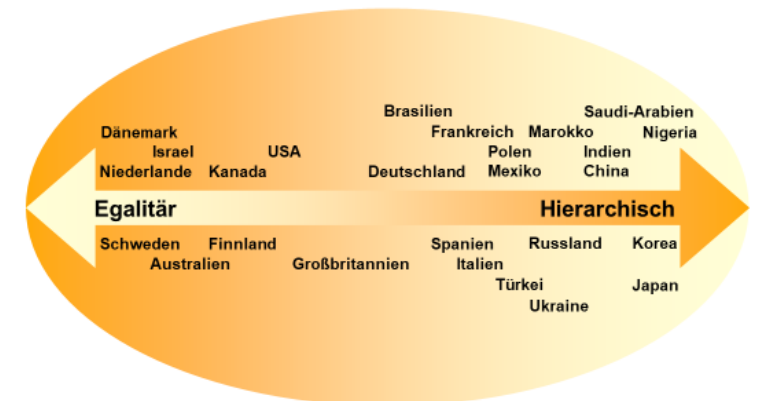 Brasilien Saudi-Arabien
Dänemark Frankreich Marokko Nigeria
Israel USA Polen Indien
Niederlande Kanada Deutschland Mexiko China
Egalitär Hierarchisch
Schweden Finnland Spanien Russland Korea
Australien Großbritannien Italien
Türkei Japan
Ukraine